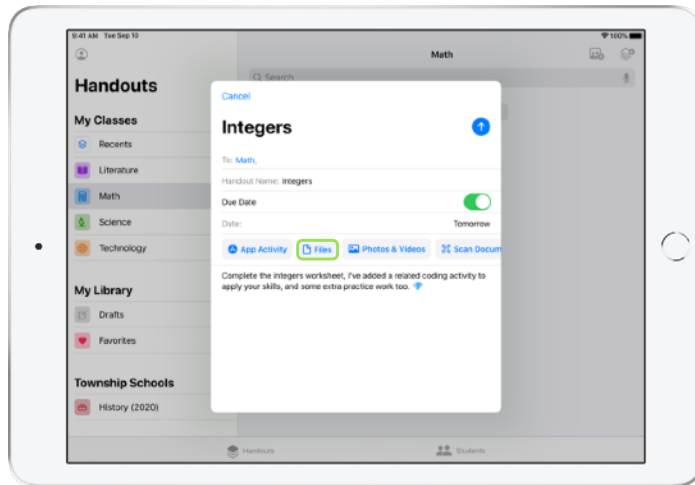 9:41 AM Tue Sep 10
100%
Math
Handouts
Search
My Classes
Recents
Literature
Math
Science
Technology
My Library
Drafts
Favorites
Township Schools
History (2020)
Cancel
Integers
To: Math,
Handout Name: Integers
Due Date
Date: Tomorrow
App Activity Files Photos & Videos Scan Docum
Complete the integers worksheet, I've added a related coding activity to
apply your skills, and some extra practice work too. 💎
Handouts Students